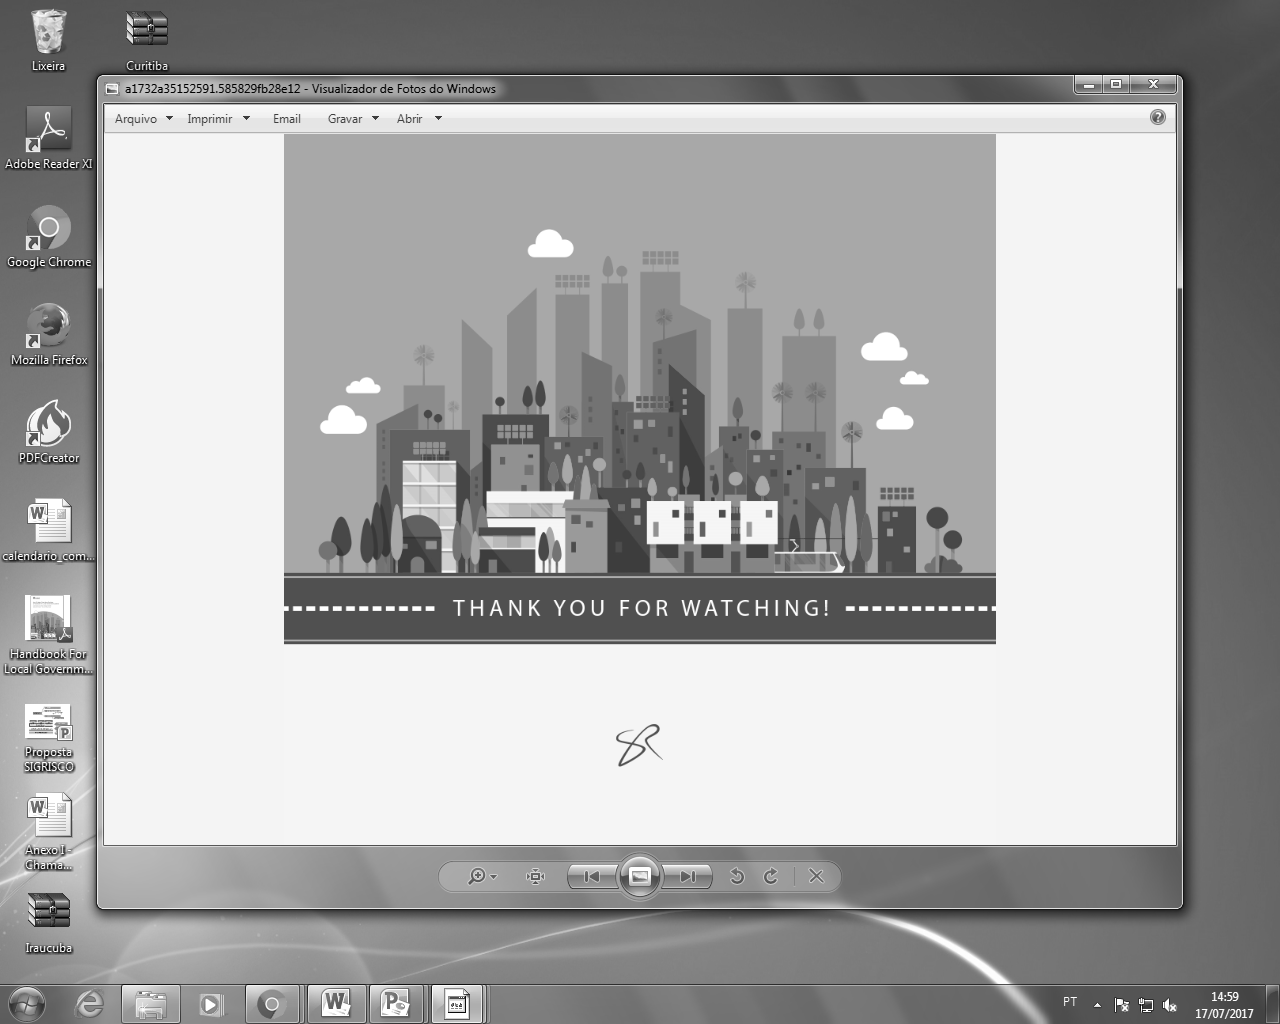 Lixeira
Curitiba
a1732a35152591.585829fb28e12 - Visualizador de Fotos do Windows
Arquivo Imprimir Email Gravar Abrir
Adobe Reader XI
Google Chrome
Mozilla Firefox
PDFCreator
calendario_com...
Handbook For
Local Governm...
Proposta
SIGRISCO
Anexo I -
Chama...
Iraucuba
THANK YOU FOR WATCHING!
SR
PT
14:59
17/07/2017